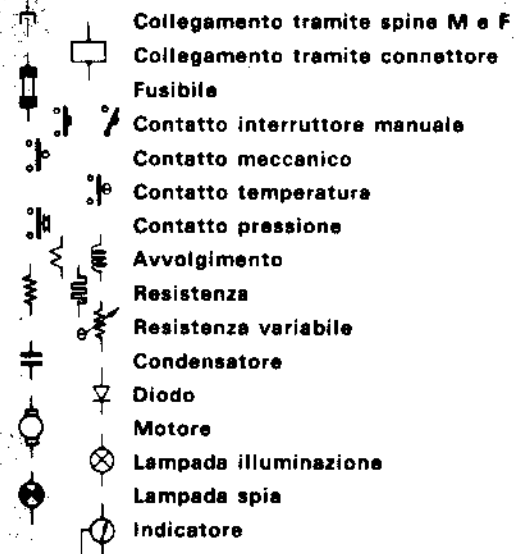 Collegamento tramite spine M e F
Collegamento tramite connettore
Fusibile
Contatto interruttore manuale
Contatto meccanico
Contatto temperatura
Contatto pressione
Avvolgimento
Resistenza
Resistenza variabile
Condensatore
Diodo
Motore
Lampada illuminazione
Lampada spia
Indicatore